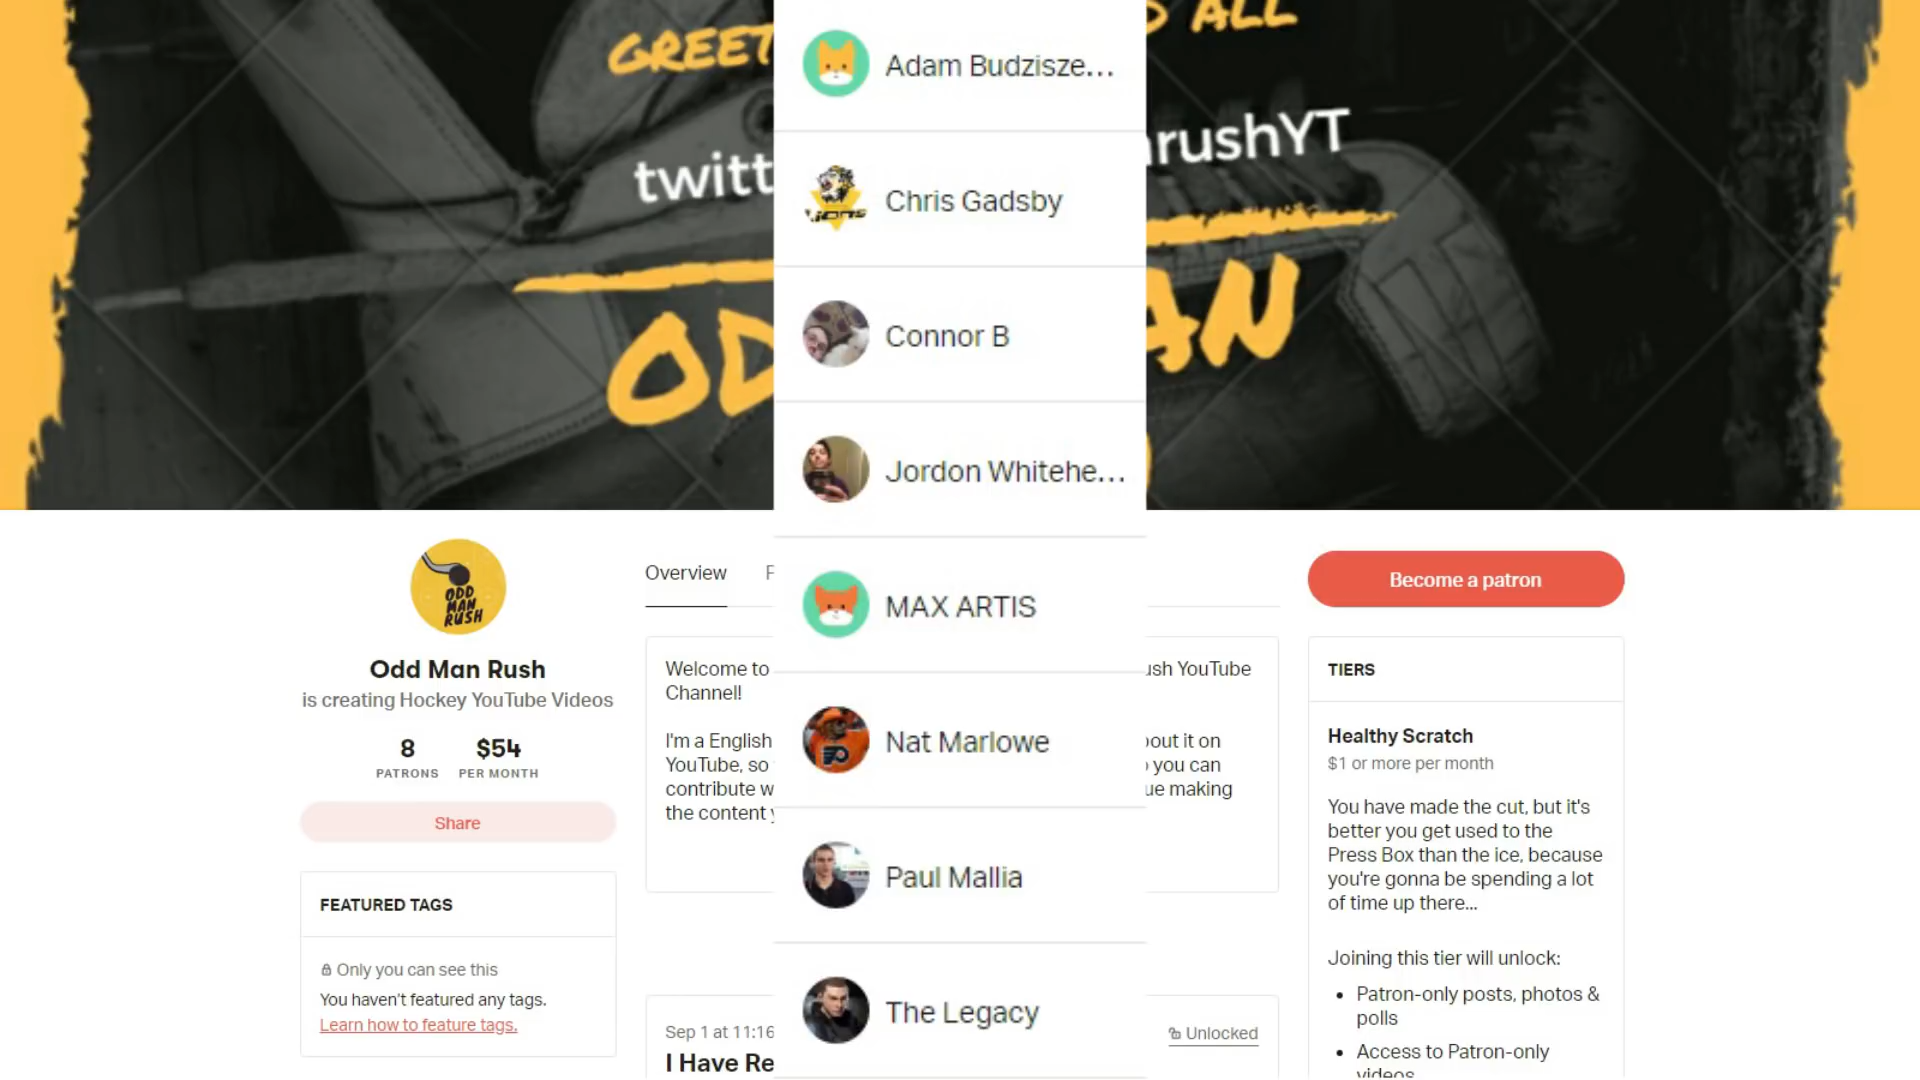 GREET
D ALL
twitt
nrushYT
OD
AN
Adam Budzisze...
Chris Gadsby
Connor B
Jordon Whitehe...
MAX ARTIS
Nat Marlowe
Paul Mallia
The Legacy
ODD
MAN
RUSH
Odd Man Rush
is creating Hockey YouTube Videos
8
PATRONS
$54
PER MONTH
Share
FEATURED TAGS
Only you can see this
You haven't featured any tags.
Learn how to feature tags.
Overview
Welcome to
ush YouTube
Channel!
I'm a English
bout it on
YouTube, so
you can
contribute w
ue making
the content y
Sep 1 at 11:16
Unlocked
I Have Re
Become a patron
TIERS
Healthy Scratch
$1 or more per month
You have made the cut, but it's
better you get used to the
Press Box than the ice, because
you're gonna be spending a lot
of time up there...
Joining this tier will unlock:
• Patron-only posts, photos &
polls
• Access to Patron-only
videos